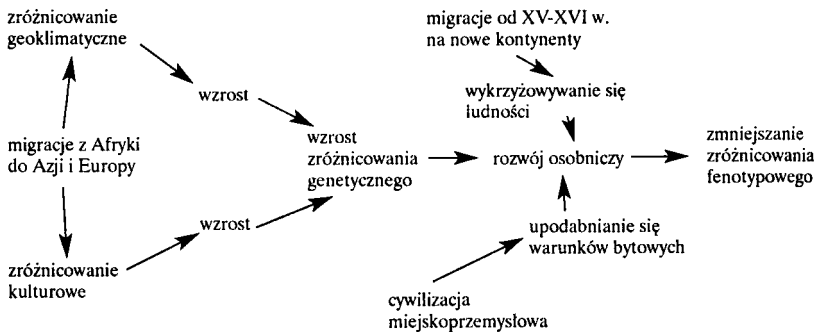 zróżnicowanie
geoklimatyczne
migracje od XV-XVI w.
na nowe kontynenty
wzrost
wykrzyżowywanie się
ludności
migracje z Afryki
do Azji i Europy
wzrost
zróżnicowania
genetycznego
rozwój osobniczy
zmniejszanie
zróżnicowania
fenotypowego
wzrost
upodabnianie się
warunków bytowych
zróżnicowanie
kulturowe
cywilizacja
miejskoprzemysłowa